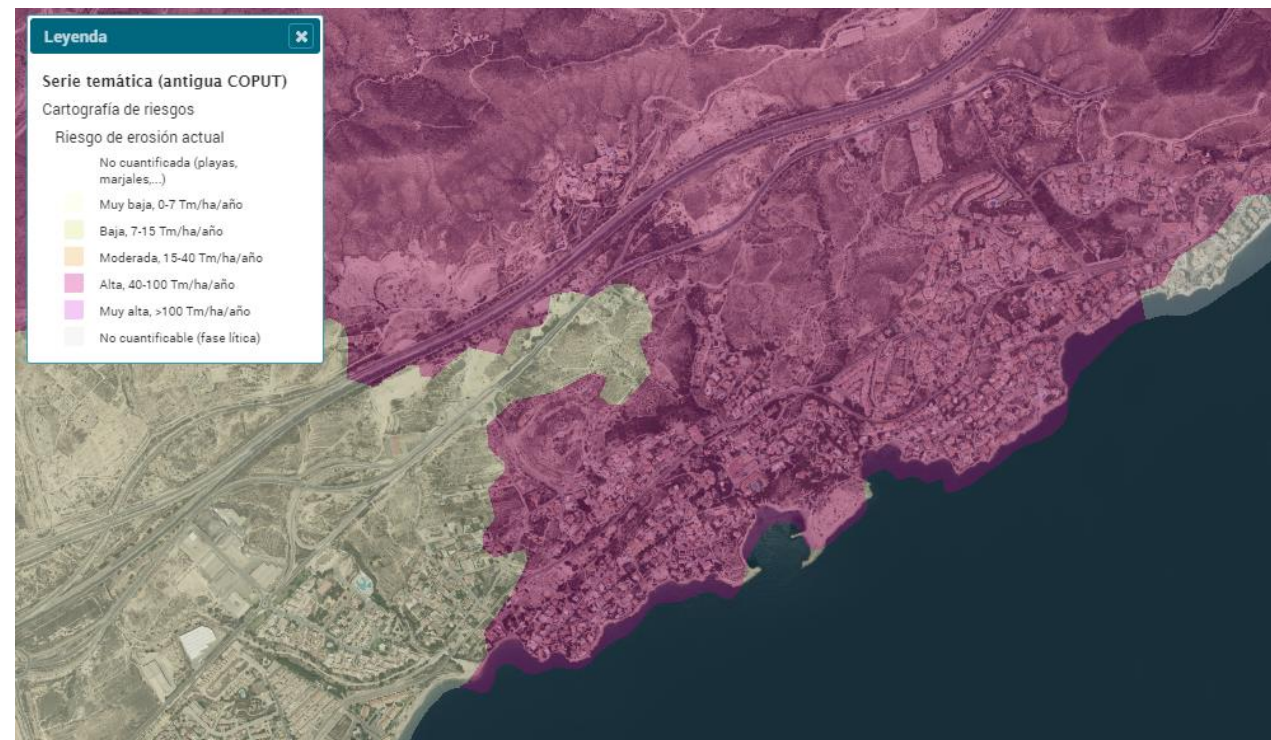 Leyenda
Serie temática (antigua COPUT)
Cartografía de riesgos
Riesgo de erosión actual
No cuantificada (playas,
marjales,...)
Muy baja, 0-7 Tm/ha/año
Baja, 7-15 Tm/ha/año
Moderada, 15-40 Tm/ha/año
Alta, 40-100 Tm/ha/año
Muy alta, >100 Tm/ha/año
No cuantificable (fase lítica)